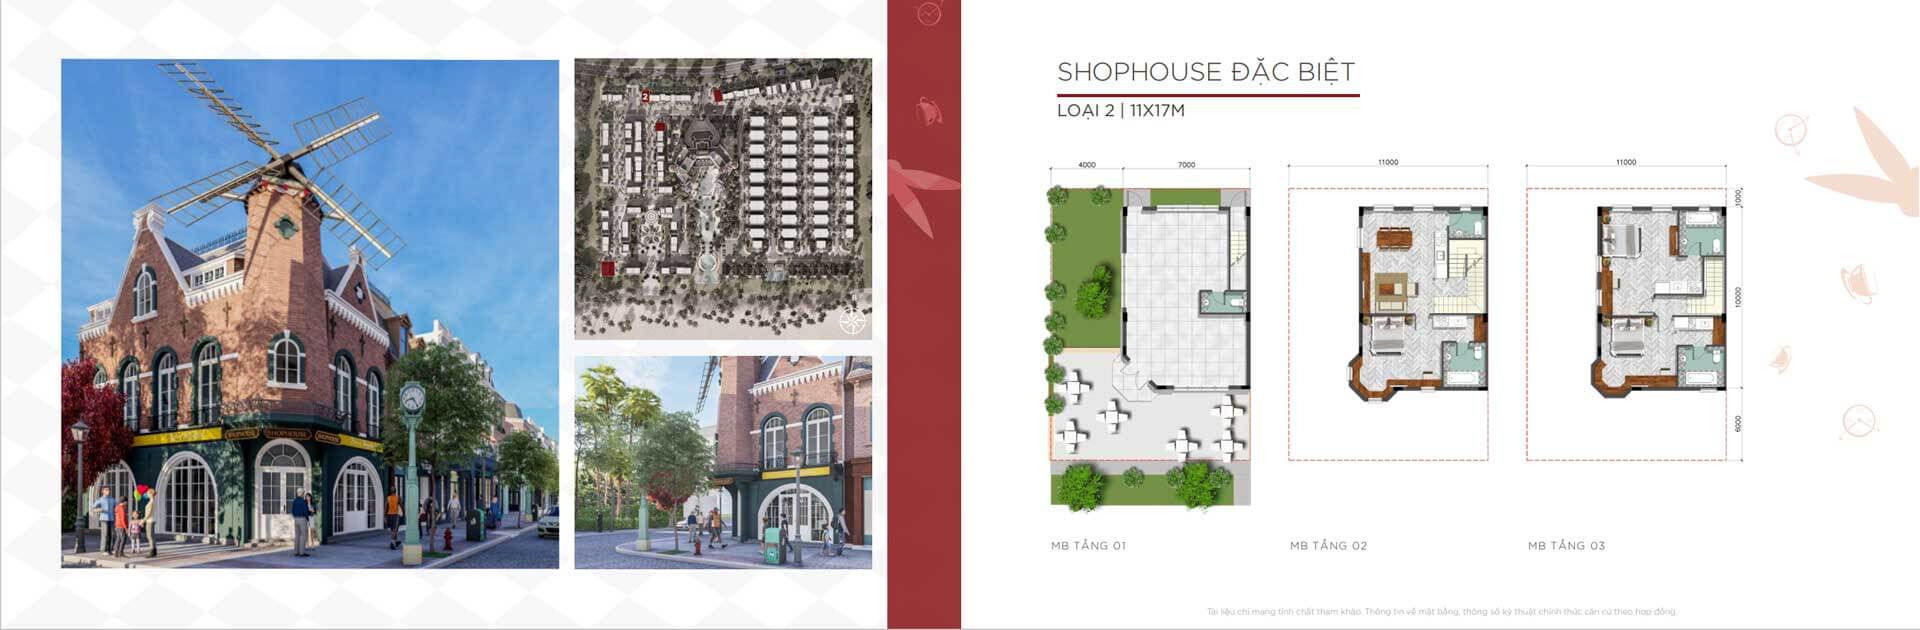 SHOPHOUSE
SHOPHOUSE
SHOPHOUSE
2
SHOPHOUSE ĐẶC BIỆT
LOẠI 2 | 11X17M
4000
7000
11000
11000
1000
10000
6000
MB TẦNG 01
MB TẦNG 02
MB TẦNG 03
Tài liệu chỉ mang tính chất tham khảo. Thông tin về mặt bằng, thông số kỹ thuật chính thức căn cứ theo hợp đồng.